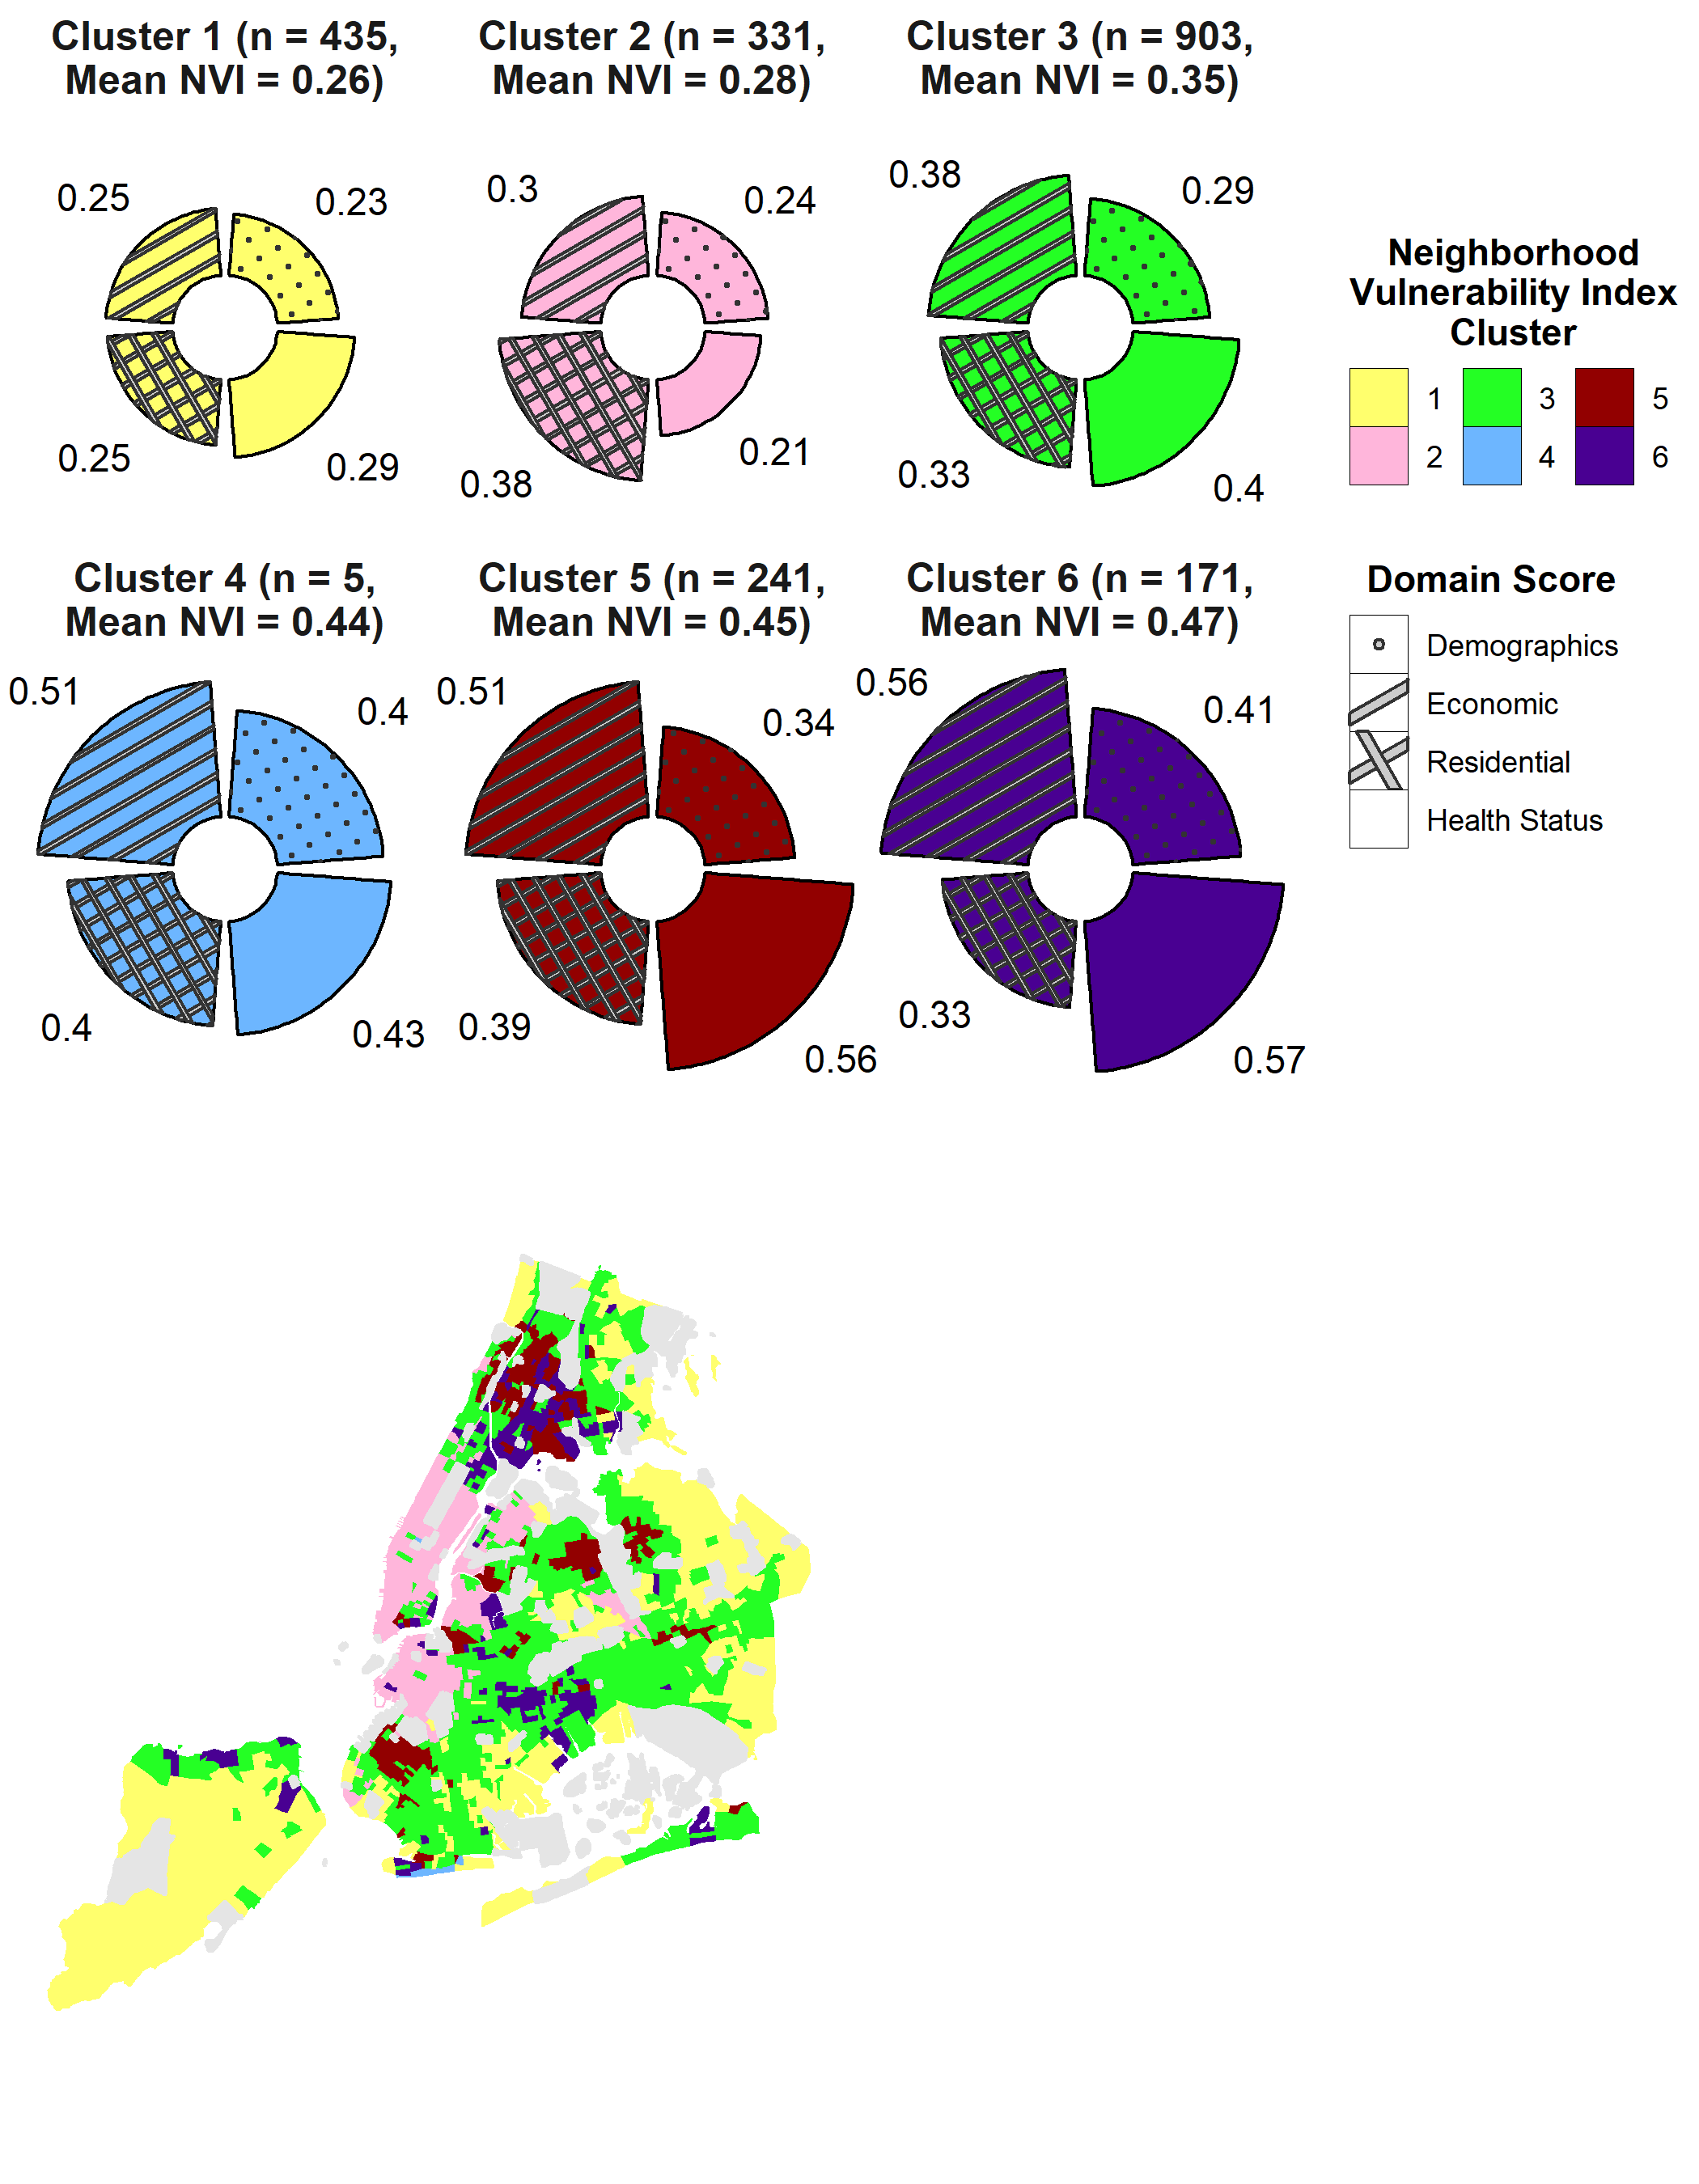 Cluster 1 (n = 435,
Mean NVI = 0.26)
0.25
0.23
0.25
0.29
Cluster 2 (n = 331,
Mean NVI = 0.28)
0.3
0.24
0.38
0.21
Cluster 3 (n = 903,
Mean NVI = 0.35)
0.38
0.29
0.33
0.4
Cluster 4 (n = 5,
Mean NVI = 0.44)
0.51
0.4
0.4
0.43
Cluster 5 (n = 241,
Mean NVI = 0.45)
0.51
0.34
0.39
0.56
Cluster 6 (n = 171,
Mean NVI = 0.47)
0.56
0.41
0.33
0.57
Neighborhood
Vulnerability Index
Cluster
1 3 5
2 4 6
Domain Score
Demographics
Economic
Residential
Health Status